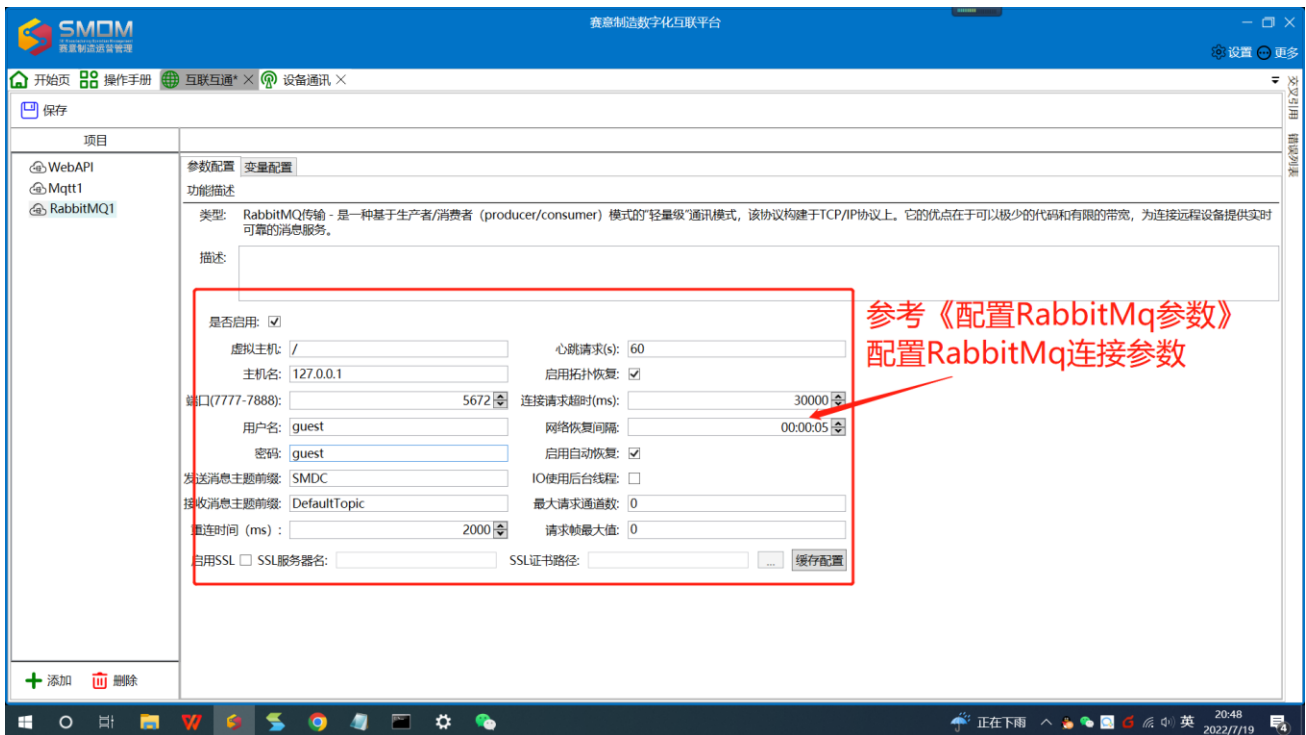 SMOM
赛意制造运营管理
赛意制造数字化互联平台
设置 更多
开始页 操作手册 互联互通* 设备通讯
交叉引用
错误列表
保存
项目
WebAPI
Mqtt1
RabbitMQ1
参数配置 变量配置
功能描述
类型: RabbitMQ传输 - 是一种基于生产者/消费者（producer/consumer）模式的“轻量级”通讯模式，该协议构建于TCP/IP协议上。它的优点在于可以极少的代码和有限的带宽，为连接远程设备提供实时
可靠的消息服务。
描述:
参考《配置RabbitMq参数》
配置RabbitMq连接参数
是否启用:
虚拟主机: / 心跳请求(s): 60
主机名: 127.0.0.1 启用拓扑恢复:
端口(7777-7888): 5672 连接请求超时(ms): 30000
用户名: guest 网络恢复间隔: 00:00:05
密码: guest 启用自动恢复:
发送消息主题前缀: SMDC IO使用后台线程:
接收消息主题前缀: DefaultTopic 最大请求通道数: 0
重连时间（ms）: 2000 请求帧最大值: 0
启用SSL SSL服务器名: SSL证书路径: ... 缓存配置
添加 删除
正在下雨 英 20:48
2022/7/19
4